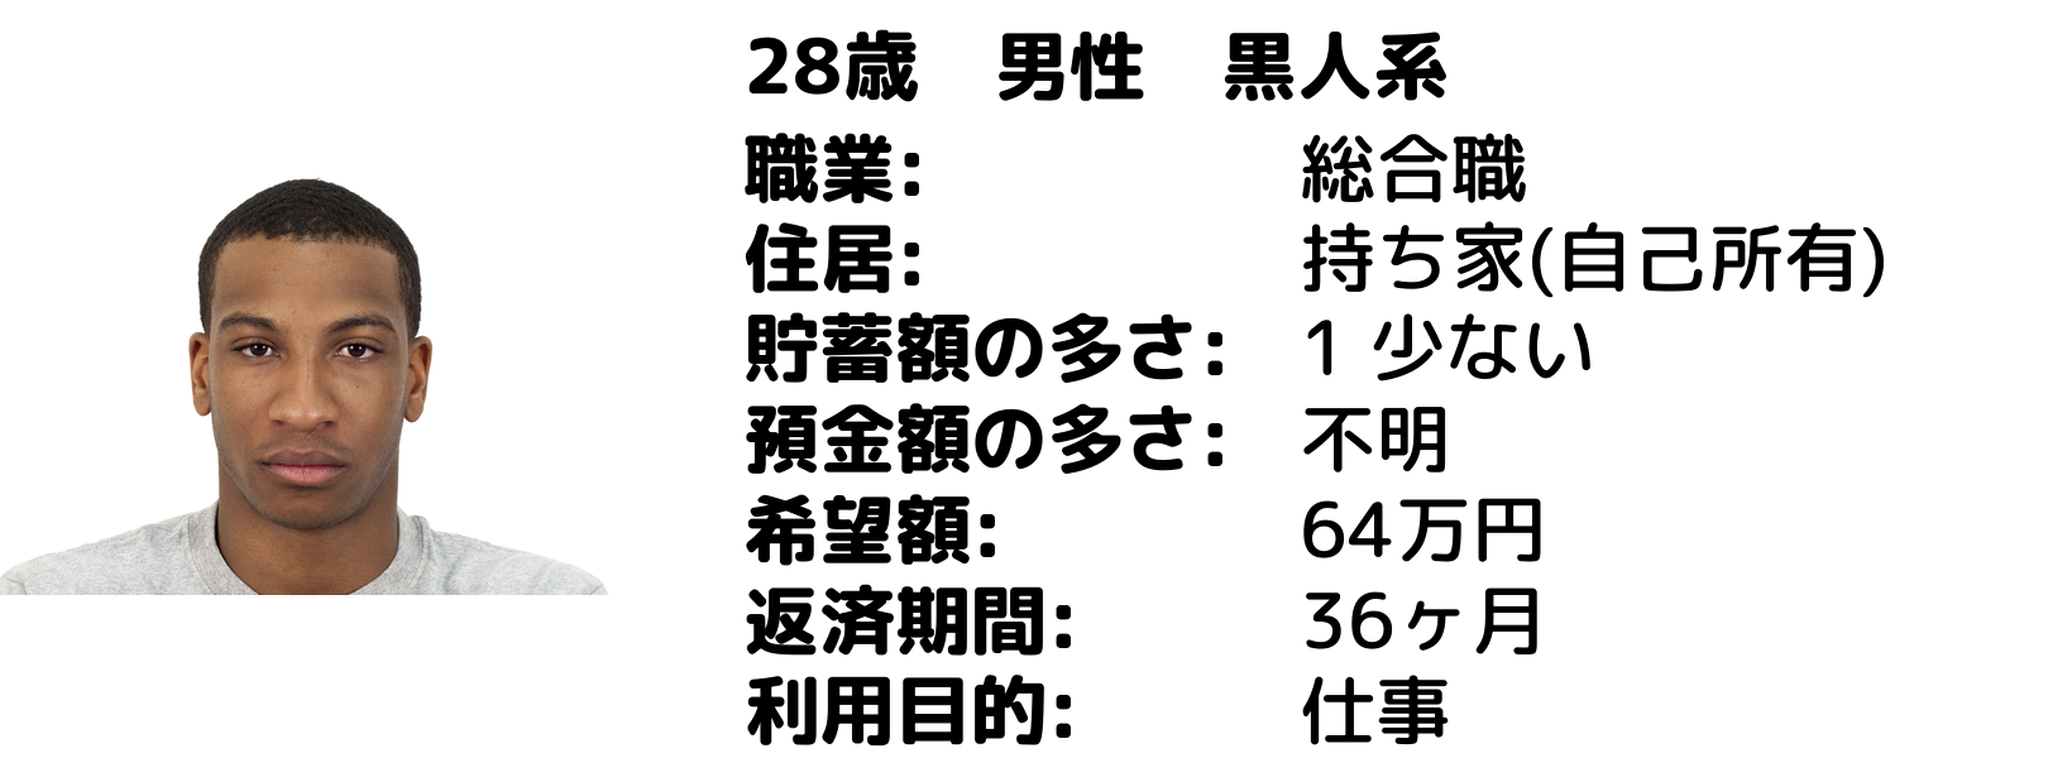 28歳　男性　黒人系
職業: 総合職
住居: 持ち家(自己所有)
貯蓄額の多さ: 1 少ない
預金額の多さ: 不明
希望額: 64万円
返済期間: 36ヶ月
利用目的: 仕事